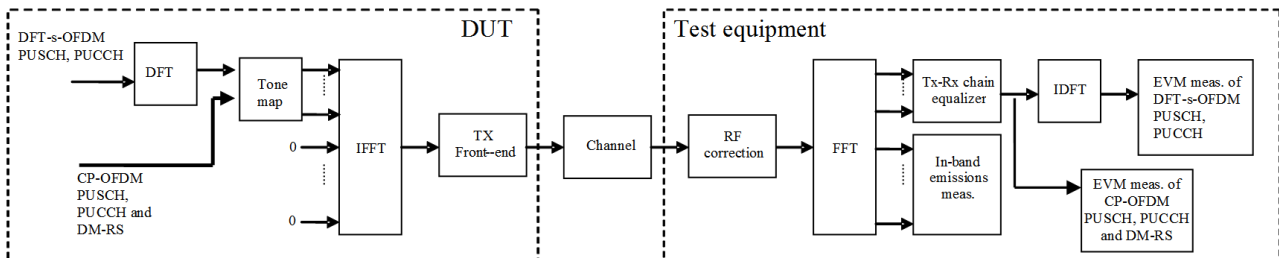 DUT
Test equipment
DFT-s-OFDM
PUSCH, PUCCH
DFT
Tone
map
CP-OFDM
PUSCH,
PUCCH and
DM-RS
0
0
IFFT
TX
Front--end
Channel
RF
correction
FFT
Tx-Rx chain
equalizer
In-band
emissions
meas.
IDFT
EVM meas. of
DFT-s-OFDM
PUSCH,
PUCCH
EVM meas. of
CP-OFDM
PUSCH, PUCCH
and DM-RS